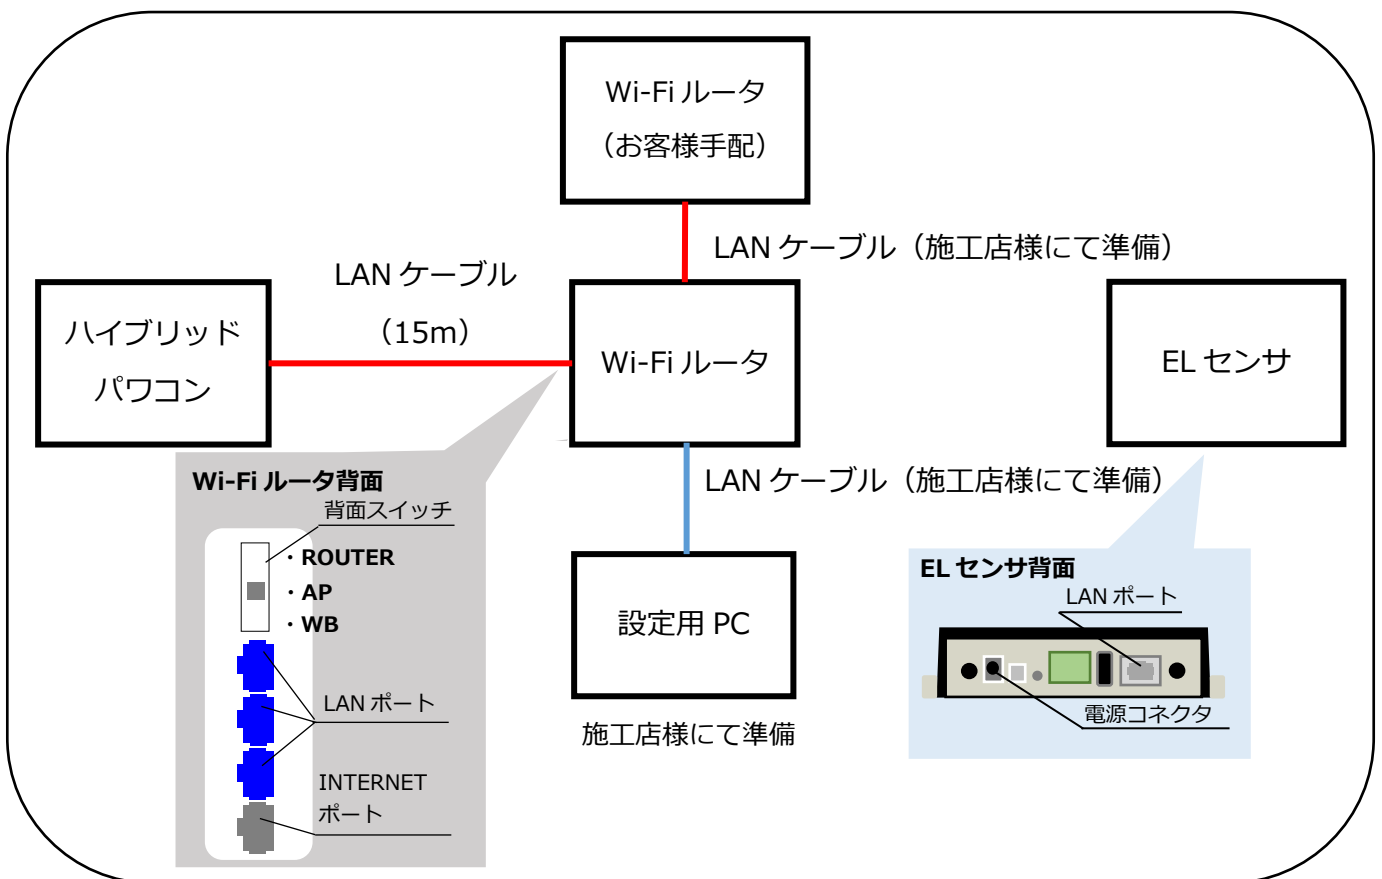 Wi-Fi ルータ
（お客様手配）
LAN ケーブル（施工店様にて準備）
LAN ケーブル
（15m）
ハイブリッド
パワコン
Wi-Fi ルータ
EL センサ
LAN ケーブル（施工店様にて準備）
Wi-Fi ルータ背面
背面スイッチ
・ROUTER
・AP
・WB
LAN ポート
INTERNET
ポート
設定用 PC
施工店様にて準備
EL センサ背面
LAN ポート
電源コネクタ